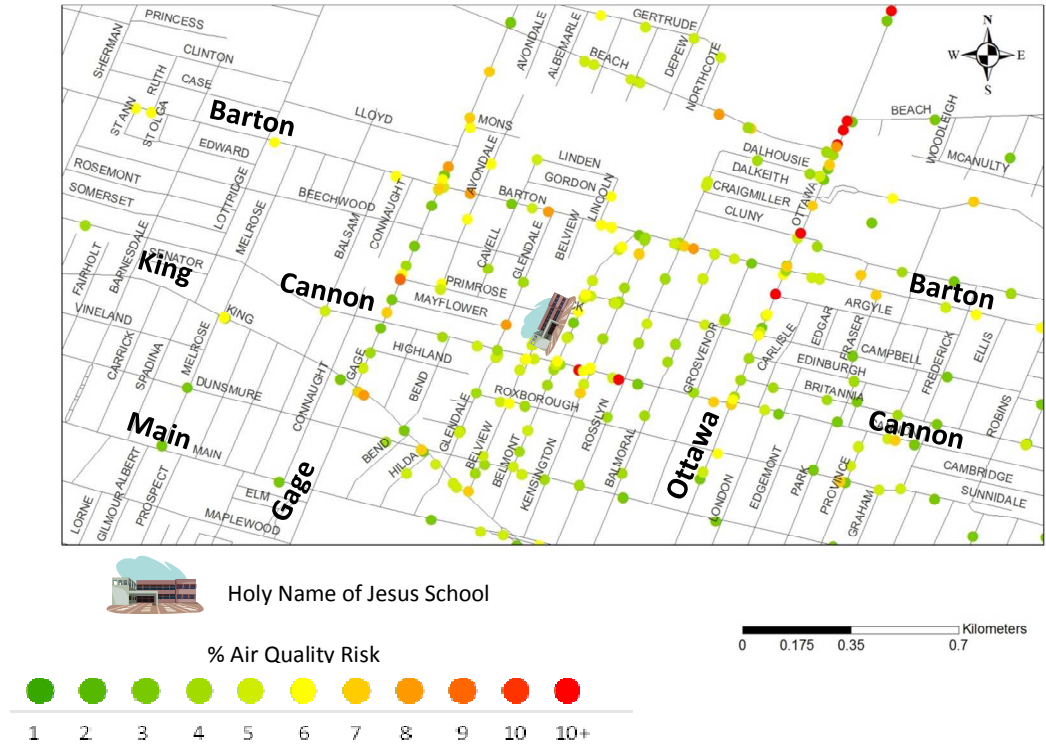 PRINCESS
AVONDALE
ALBEMARLE
GERTRUDE
N
SHERMAN
CLINTON
BEACH
DEPEW
W
E
RUTH
CASE
NORTHCOTE
S
ST ANN
ST OLGA
Barton
LLOYD
MONS
BEACH
WOODLEIGH
EDWARD
AVONDALE
LINDEN
DALHOUSIE
MCANULTY
ROSEMONT
GORDON
DALKEITH
SOMERSET
LOTTRIDGE
BEECHWOOD
CONNAUGHT
BARTON
LINCOLN
CRAIGMILLER
OTTAWA
MELROSE
BALSAM
BELVIEW
CLUNY
FAIRHOLT
BARNESDALE
SENATOR
CAVELL
GLENDALE
King
Cannon
PRIMROSE
Barton
VINELAND
KING
MAYFLOWER
CK
ARGYLE
CARRICK
SPADINA
MELROSE
GAGE
HIGHLAND
GROSVENOR
CARLISLE
EDGAR
FRASER
CAMPBELL
FREDERICK
ELLIS
DUNSMURE
CONNAUGHT
BEND
ROXBOROUGH
EDINBURGH
BRITANNIA
ROBINS
Main
MAIN
GLENDALE
BELVIEW
ROSSLYN
Ottawa
Cannon
BEND
HILDA
BELMONT
KENSINGTON
BALMORAL
CAMBRIDGE
LORNE
GILMOUR
ALBERT
PROSPECT
ELM
Gage
LONDON
EDGEMONT
PARK
PROVINCE
GRAHAM
SUNNIDALE
MAPLEWOOD
Holy Name of Jesus School
Kilometers
0 0.175 0.35 0.7
% Air Quality Risk
1 2 3 4 5 6 7 8 9 10 10+